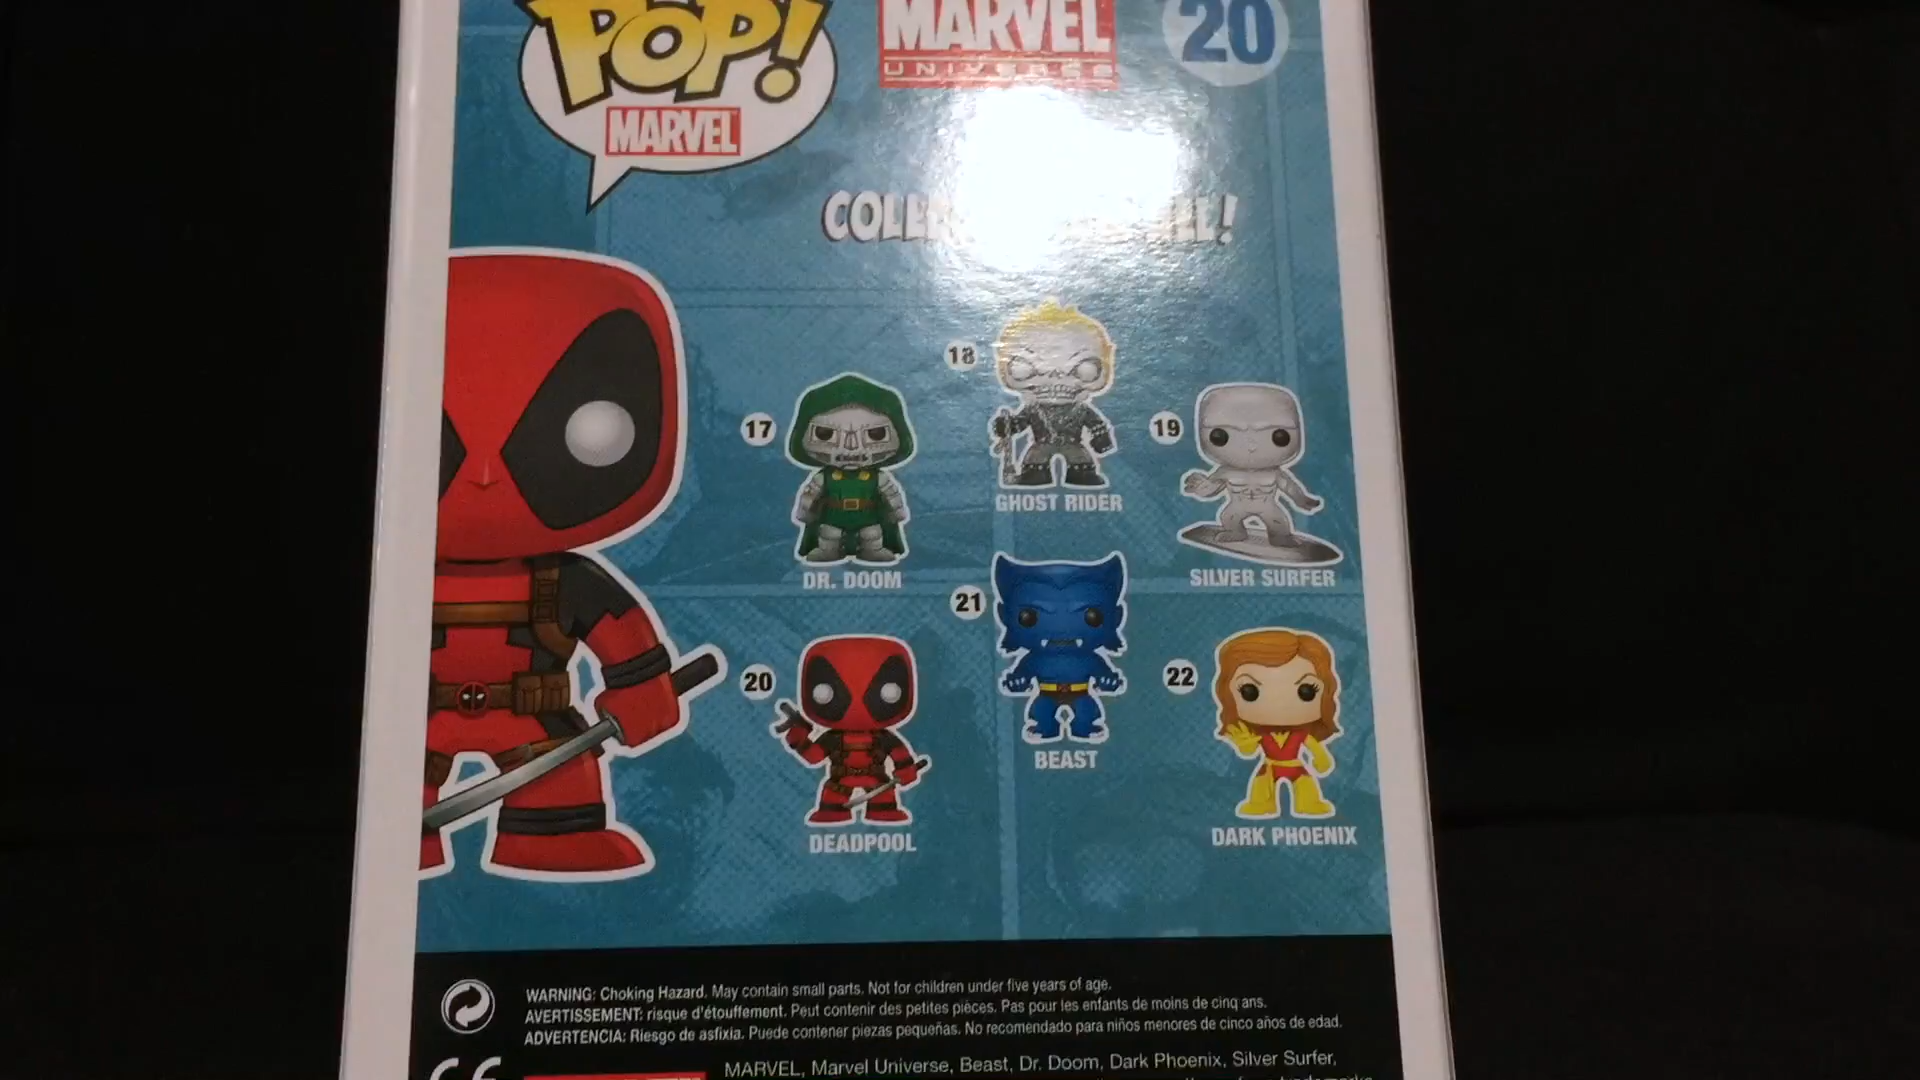 POP!
MARVEL
MARVEL
UNIVERSE
20
18
GHOST RIDER
17
DR. DOOM
19
SILVER SURFER
21
BEAST
20
DEADPOOL
22
DARK PHOENIX
WARNING: Choking Hazard. May contain small parts. Not for children under five years of age.
AVERTISSEMENT: risque d'étouffement. Peut contenir des petites pièces. Pas pour les enfants de moins de cinq ans.
ADVERTENCIA: Riesgo de asfixia. Puede contener piezas pequeñas. No recomendado para niños menores de cinco años de edad.
CE
MARVEL, Marvel Universe, Beast, Dr. Doom, Dark Phoenix, Silver Surfer,